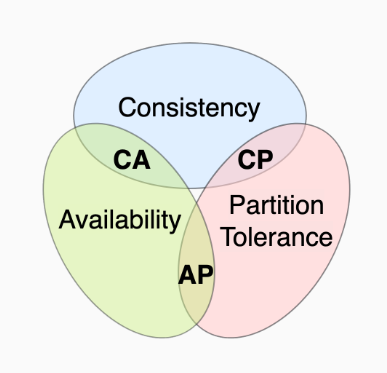 Consistency
CA
CP
Availability
Partition
Tolerance
AP